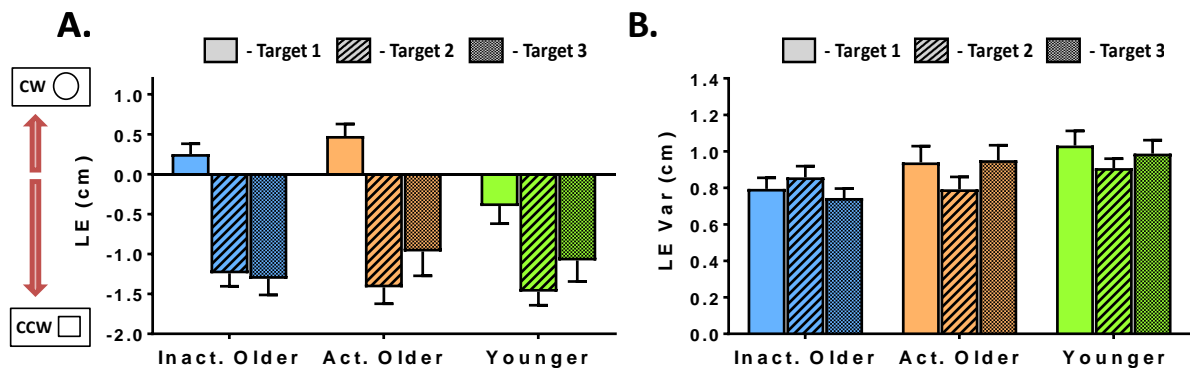 A.
- Target 1 - Target 2 - Target 3
CW
CCW
LE (cm)
1.0
0.5
0.0
-0.5
-1.0
-1.5
-2.0
Inact. Older Act. Older Younger
B.
- Target 1 - Target 2 - Target 3
LE Var (cm)
1.4
1.2
1.0
0.8
0.6
0.4
0.2
0.0
Inact. Older Act. Older Younger